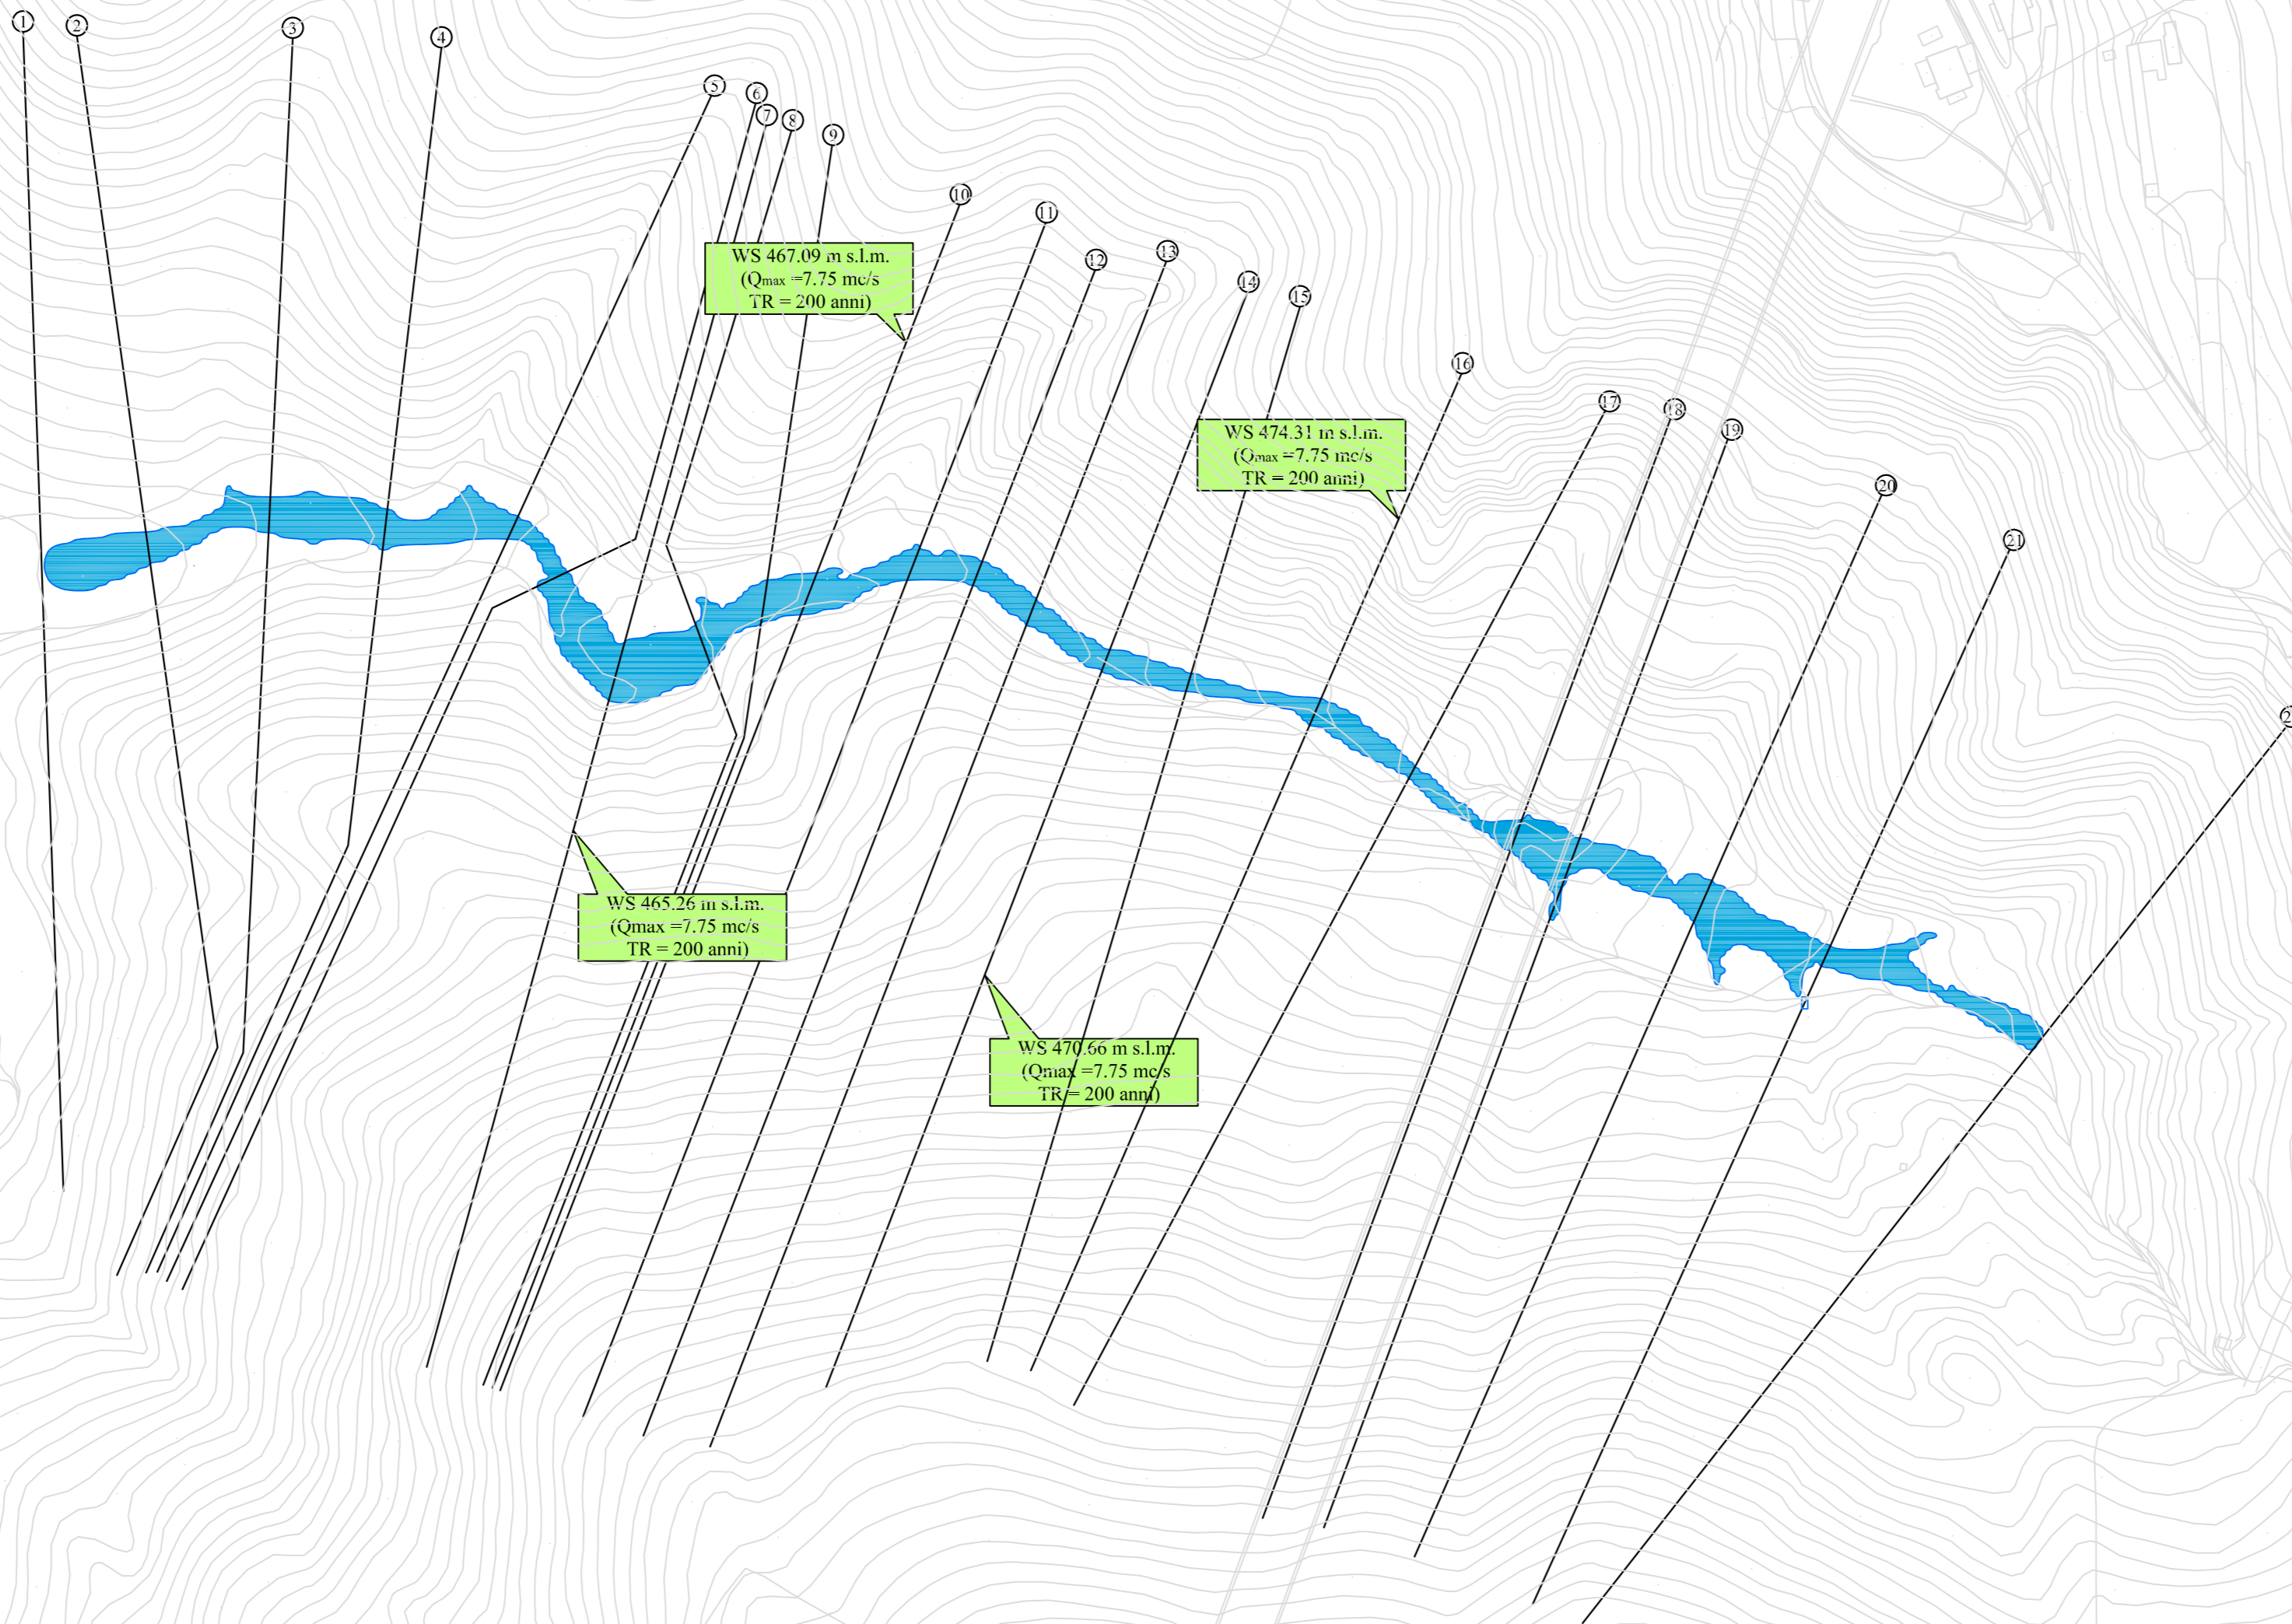 1
2
3
4
5
6
7
8
9
10
11
12
13
14
15
16
17
18
19
20
21
2
WS 467.09 m s.l.m.
(Qmax =7.75 mc/s
TR = 200 anni)
WS 474.31 m s.l.m.
(Qmax =7.75 mc/s
TR = 200 anni)
WS 465.26 m s.l.m.
(Qmax =7.75 mc/s
TR = 200 anni)
WS 470.66 m s.l.m.
(Qmax =7.75 mc/s
TR = 200 anni)